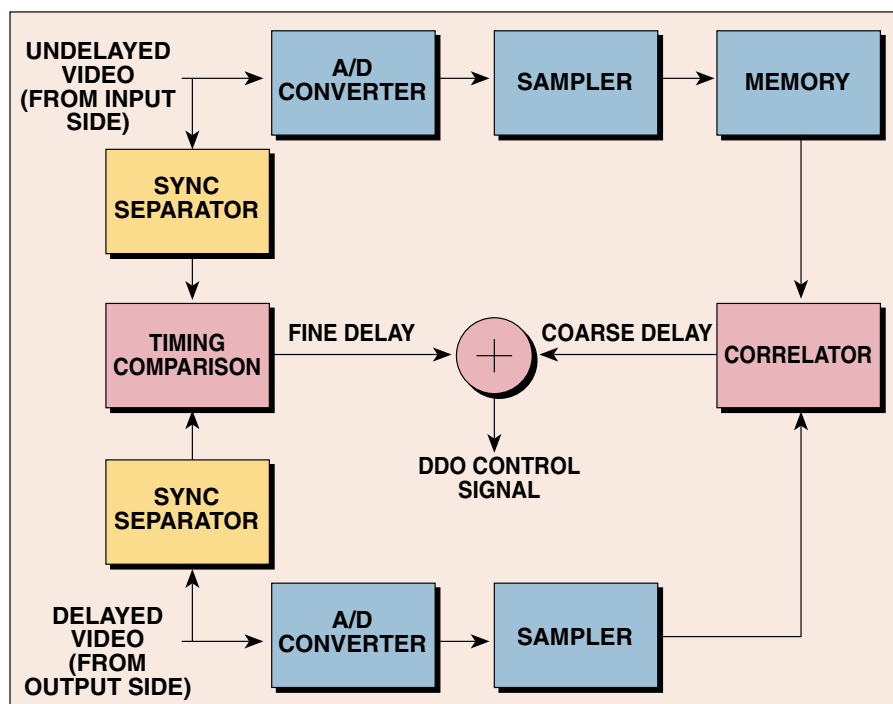 UNDELAYED
VIDEO
(FROM INPUT
SIDE)
A/D
CONVERTER
SAMPLER
MEMORY
SYNC
SEPARATOR
TIMING
COMPARISON
FINE DELAY
+
COARSE DELAY
CORRELATOR
DDO CONTROL
SIGNAL
SYNC
SEPARATOR
DELAYED
VIDEO
(FROM
OUTPUT SIDE)
A/D
CONVERTER
SAMPLER